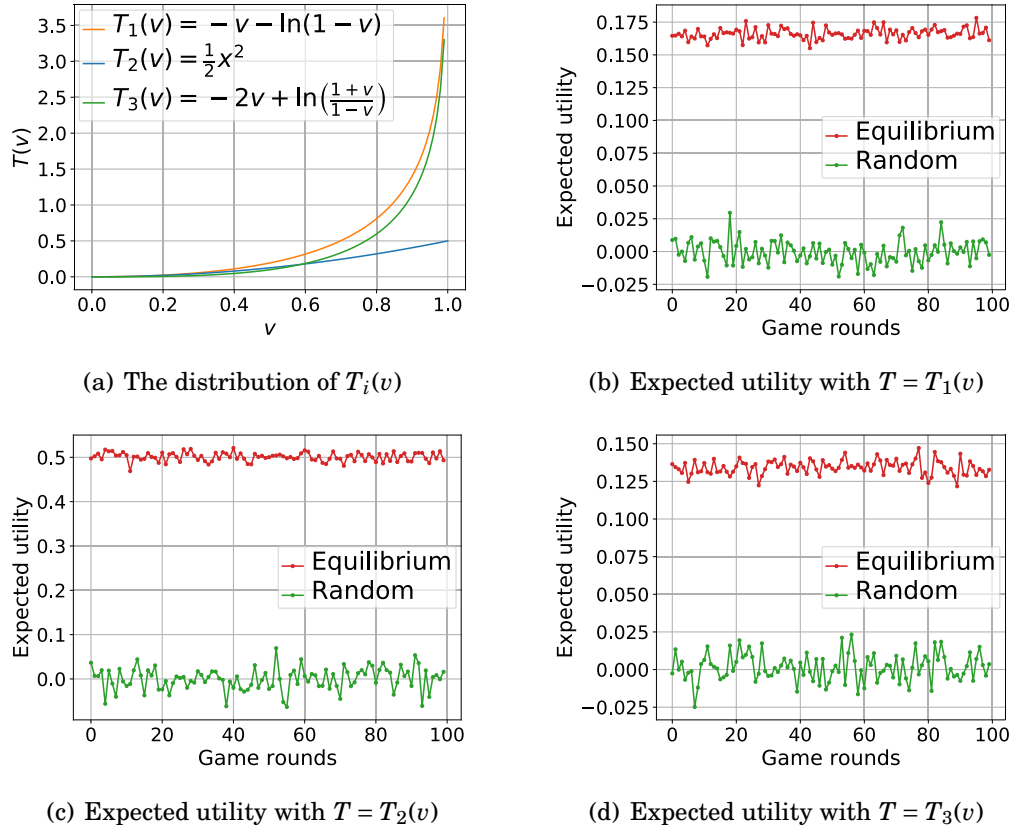 T(v)
3.5
3.0
2.5
2.0
1.5
1.0
0.5
0.0
T₁(v) = −v − ln(1 − v)
T₂(v) = ½x²
T₃(v) = −2v + ln(\frac{1+v}{1−v})
0.0 0.2 0.4 0.6 0.8 1.0
v
(a) The distribution of Tᵢ(v)
Expected utility
0.175
0.150
0.125
0.100
0.075
0.050
0.025
0.000
−0.025
Equilibrium
Random
0 20 40 60 80 100
Game rounds
(b) Expected utility with T = T₁(v)
Expected utility
0.5
0.4
0.3
0.2
0.1
0.0
Equilibrium
Random
0 20 40 60 80 100
Game rounds
(c) Expected utility with T = T₂(v)
Expected utility
0.150
0.125
0.100
0.075
0.050
0.025
0.000
−0.025
Equilibrium
Random
0 20 40 60 80 100
Game rounds
(d) Expected utility with T = T₃(v)